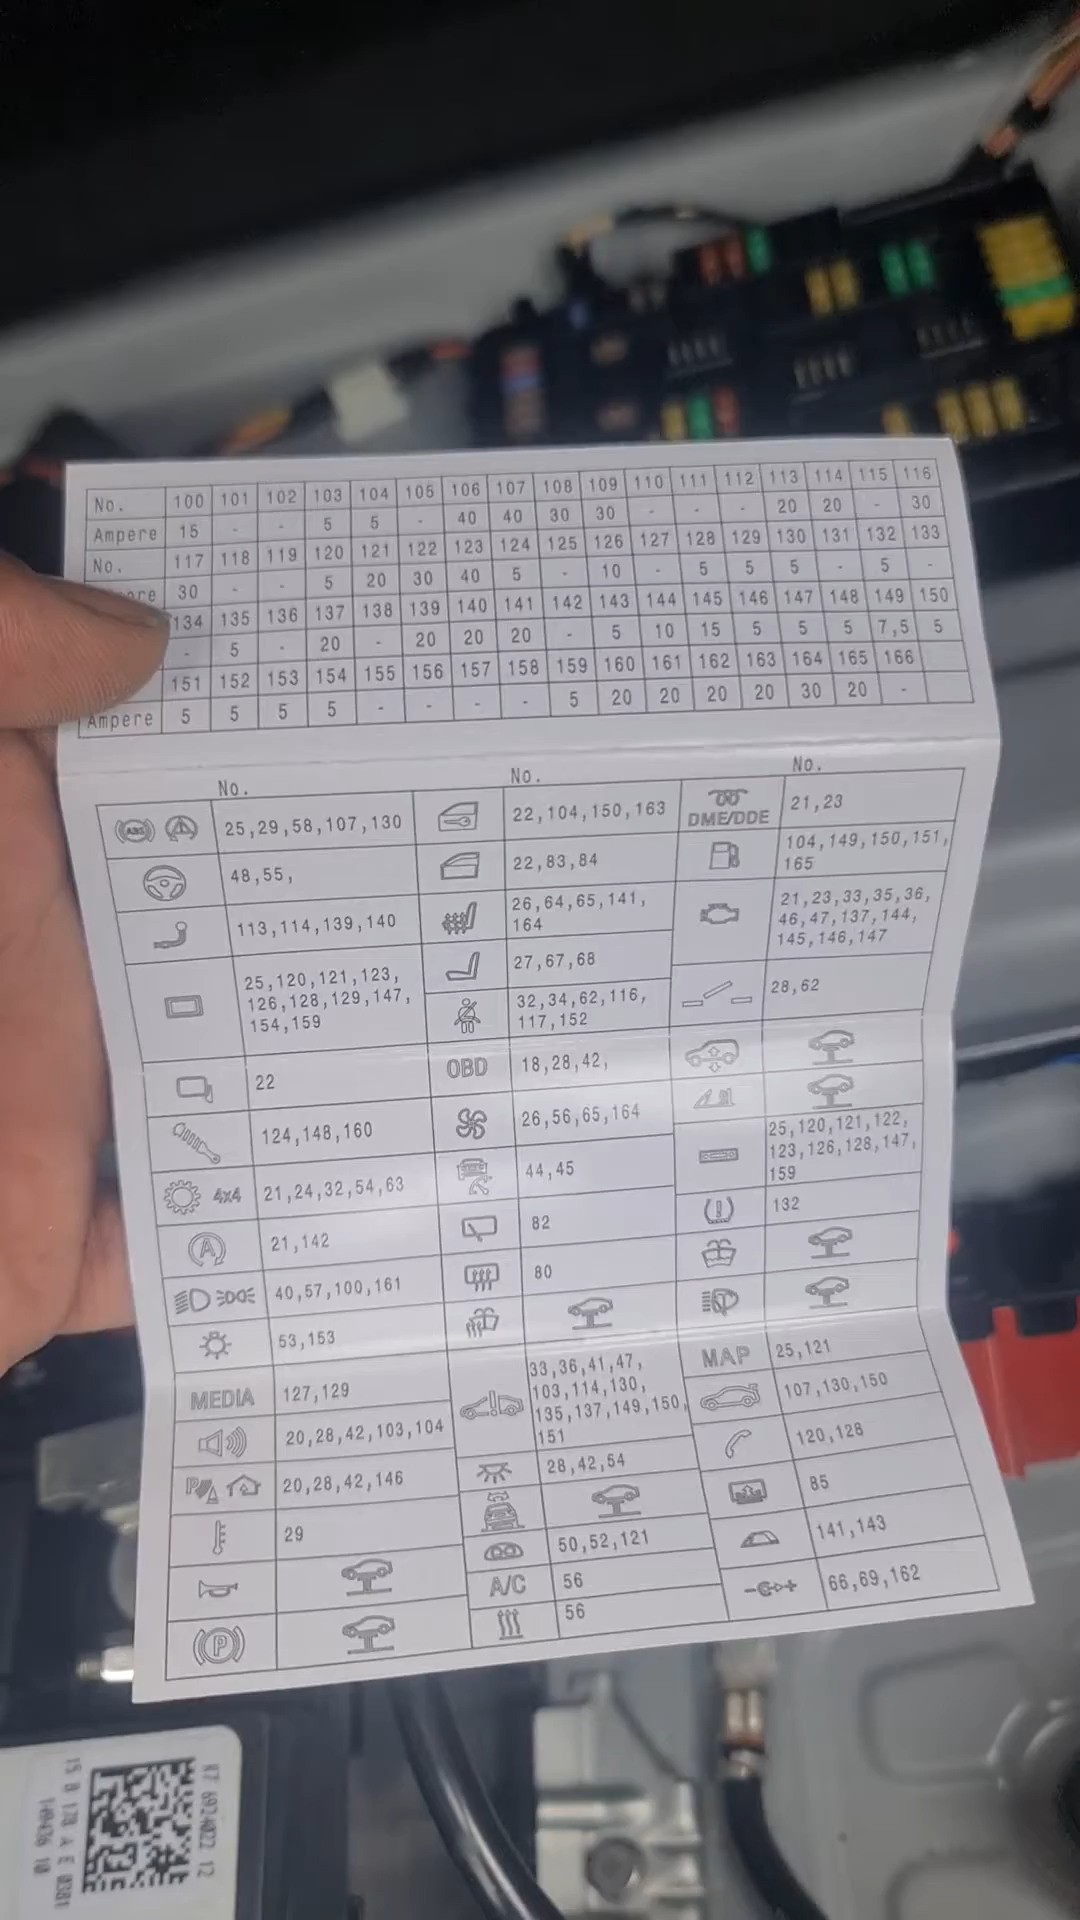 No. 100 101 102 103 104 105 106 107 108 109 110 111 112 113 114 115 116
Ampere 15 - - 5 5 - 40 40 30 30 - - - 20 20 - 30
No. 117 118 119 120 121 122 123 124 125 126 127 128 129 130 131 132 133
30 - - 5 20 30 40 5 - 10 - 5 5 5 - 5 -
134 135 136 137 138 139 140 141 142 143 144 145 146 147 148 149 150
- 5 - 20 - 20 20 20 - 5 10 15 5 5 5 7,5 5
151 152 153 154 155 156 157 158 159 160 161 162 163 164 165 166
Ampere 5 5 5 5 - - - - 5 20 20 20 20 30 20 -
No.
ABS 25,29,58,107,130
48,55,
113,114,139,140
25,120,121,123,
126,128,129,147,
154,159
22
124,148,160
4x4 21,24,32,54,63
A 21,142
40,57,100,161
53,153
MEDIA 127,129
20,28,42,103,104
P 20,28,42,146
29
P
No.
22,104,150,163
22,83,84
26,64,65,141,
164
27,67,68
32,34,62,116,
117,152
OBD 18,28,42,
26,56,65,164
44,45
82
80
33,36,41,47,
103,114,130,
135,137,149,150,
151
28,42,54
50,52,121
A/C 56
56
No.
DME/DDE 21,23
104,149,150,151,
165
21,23,33,35,36,
46,47,137,144,
145,146,147
28,62
25,120,121,122,
123,126,128,147,
159
132
MAP 25,121
107,130,150
120,128
85
141,143
66,69,162